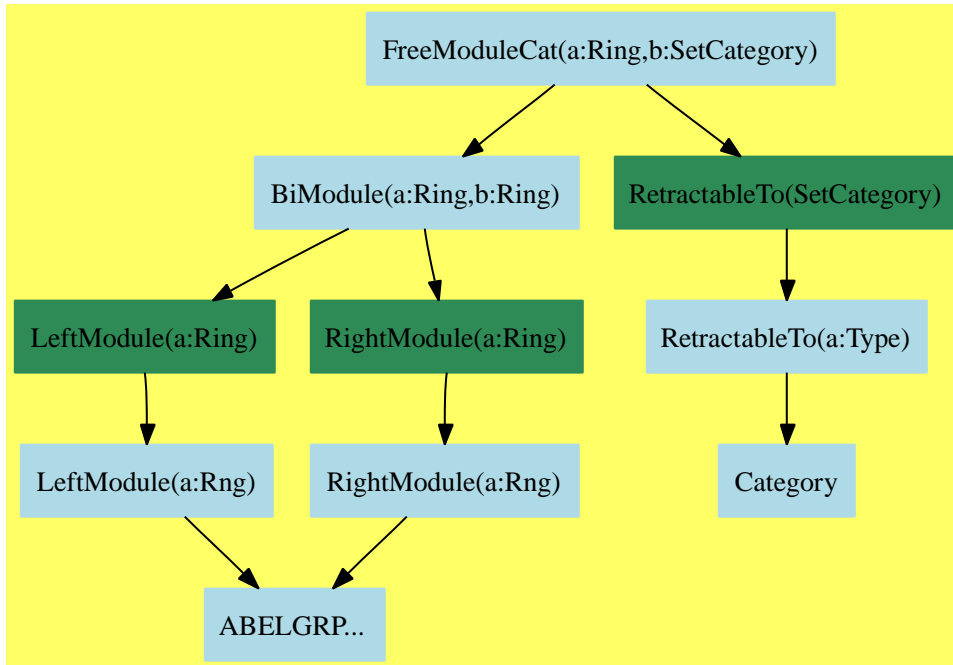 FreeModuleCat(a:Ring,b:SetCategory)
BiModule(a:Ring,b:Ring)
RetractableTo(SetCategory)
LeftModule(a:Ring)
RightModule(a:Ring)
RetractableTo(a:Type)
LeftModule(a:Rng)
RightModule(a:Rng)
Category
ABELGRP...